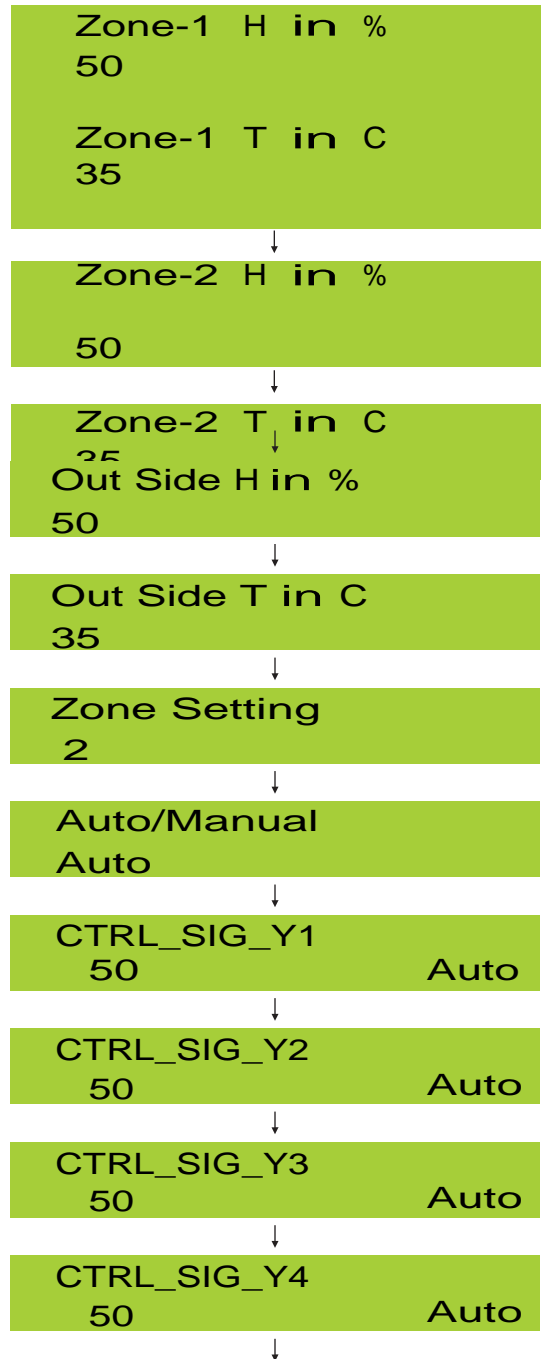 Zone-1 H in %
50
Zone-1 T in C
35
Zone-2 H in %
50
Zone-2 T in C
35
Out Side H in %
50
Out Side T in C
35
Zone Setting
2
Auto/Manual
Auto
CTRL_SIG_Y1
50 Auto
CTRL_SIG_Y2
50 Auto
CTRL_SIG_Y3
50 Auto
CTRL_SIG_Y4
50 Auto